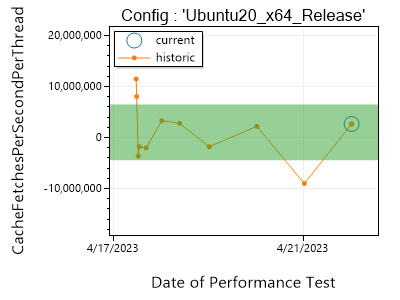 Config : 'Ubuntu20_x64_Release'
CacheFetchesPerSecondPerThread
20,000,000
10,000,000
0
-10,000,000
current
historic
4/17/2023
4/21/2023
Date of Performance Test